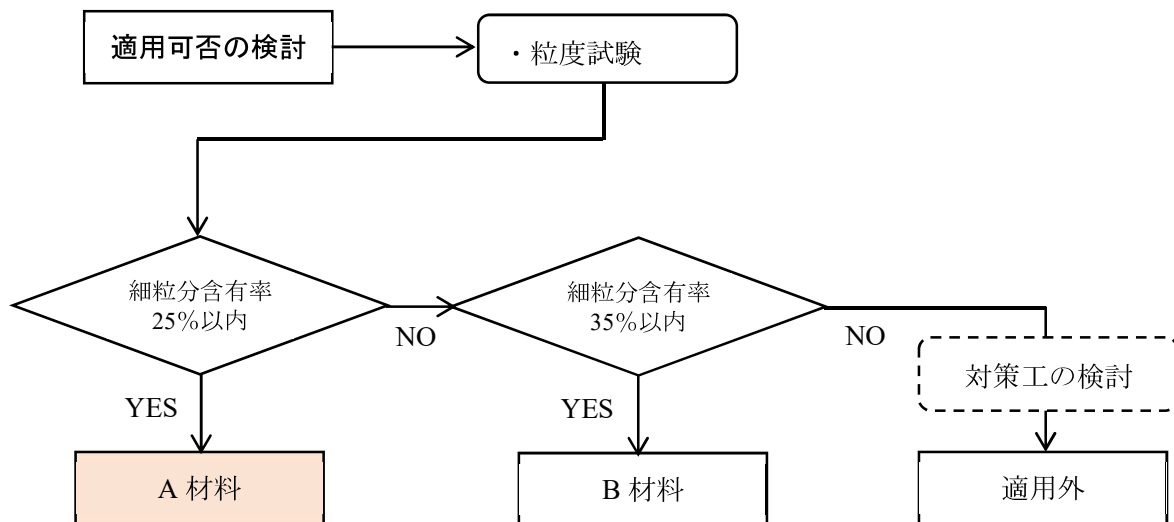 適用可否の検討
・粒度試験
細粒分含有率
25%以内
NO
細粒分含有率
35%以内
NO
対策工の検討
YES
YES
A 材料
B 材料
適用外